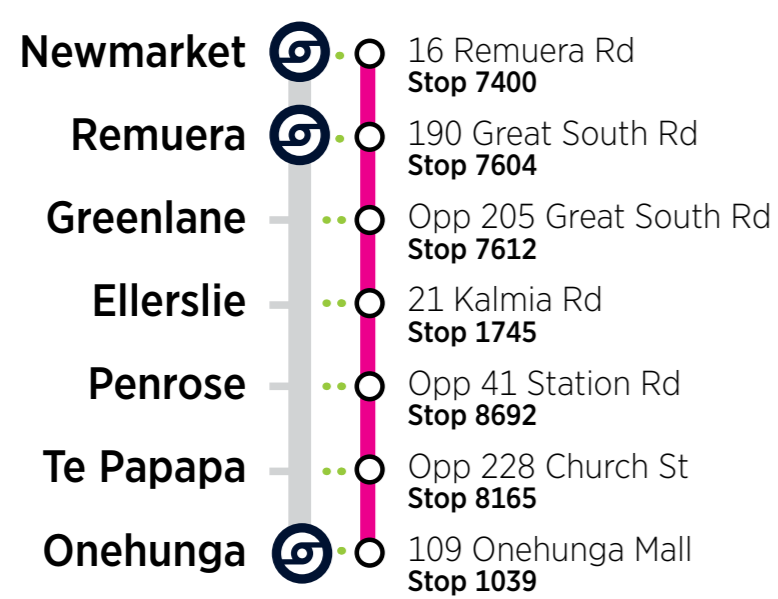 Newmarket
16 Remuera Rd
Stop 7400
Remuera
190 Great South Rd
Stop 7604
Greenlane
Opp 205 Great South Rd
Stop 7612
Ellerslie
21 Kalmia Rd
Stop 1745
Penrose
Opp 41 Station Rd
Stop 8692
Te Papapa
Opp 228 Church St
Stop 8165
Onehunga
109 Onehunga Mall
Stop 1039